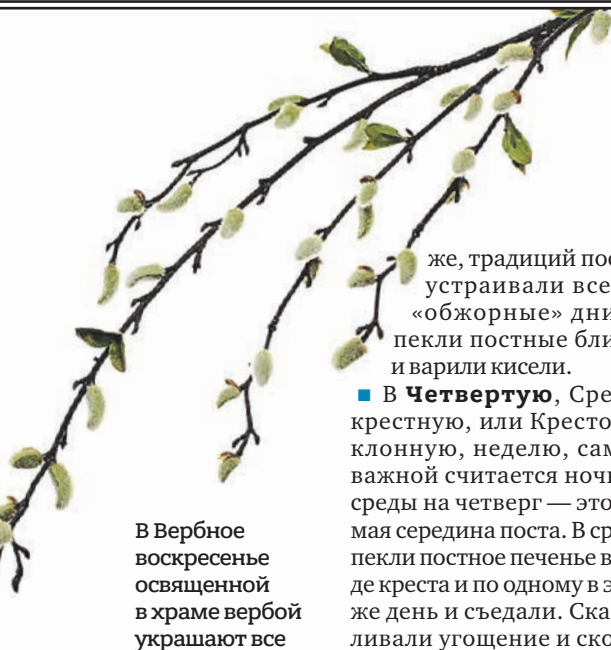 же, традиций пос
устраивали все
«обжорные» дни
пекли постные бли
и варили кисели.
■ В Четвертую, Сре
крестную, или Кресто
клонную, неделю, сам
важной считается ночь
среды на четверг — это
мая середина поста. В ср
пекли постное печенье в
де креста и по одному в э
же день и съедали. Ска
ливали угощение и ско
В Вербное
воскресенье
освященной
в храме вербой
украшают все